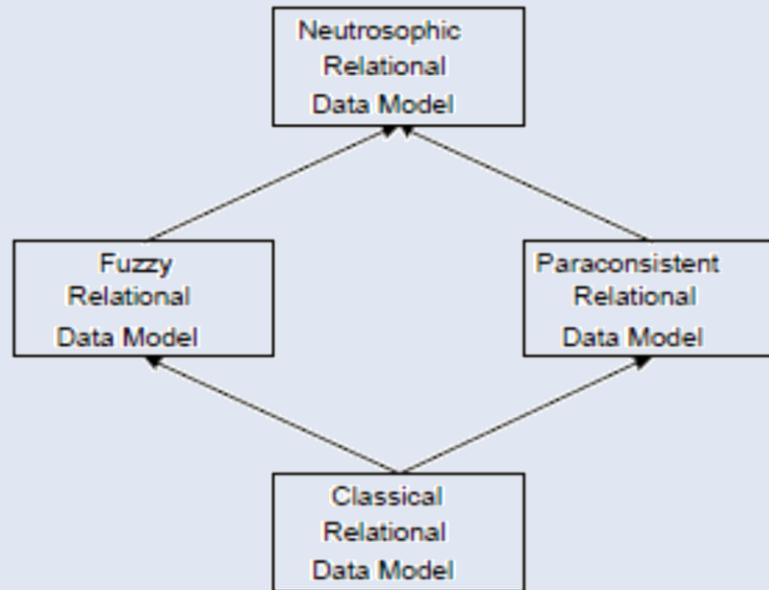 Neutrosophic
Relational
Data Model
Fuzzy
Relational
Data Model
Paraconsistent
Relational
Data Model
Classical
Relational
Data Model